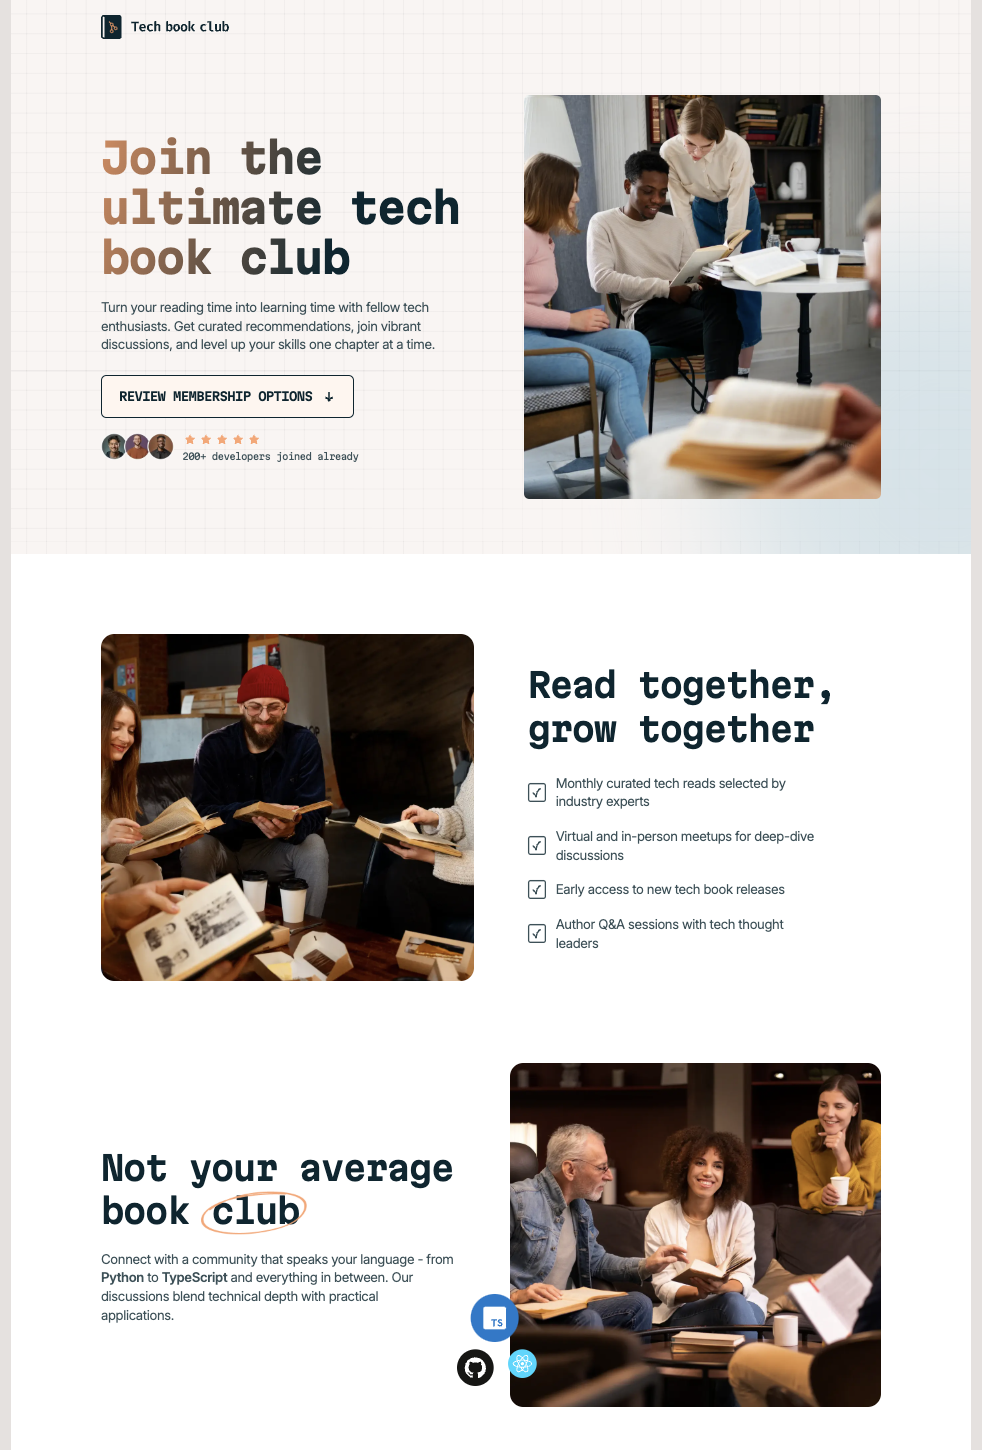 Tech book club
Join the
ultimate tech
book club
Turn your reading time into learning time with fellow tech
enthusiasts. Get curated recommendations, join vibrant
discussions, and level up your skills one chapter at a time.
REVIEW MEMBERSHIP OPTIONS ↓
200+ developers joined already
Read together,
grow together
Monthly curated tech reads selected by
industry experts
Virtual and in-person meetups for deep-dive
discussions
Early access to new tech book releases
Author Q&A sessions with tech thought
leaders
Not your average
book club
Connect with a community that speaks your language - from
Python to TypeScript and everything in between. Our
discussions blend technical depth with practical
applications.
TS